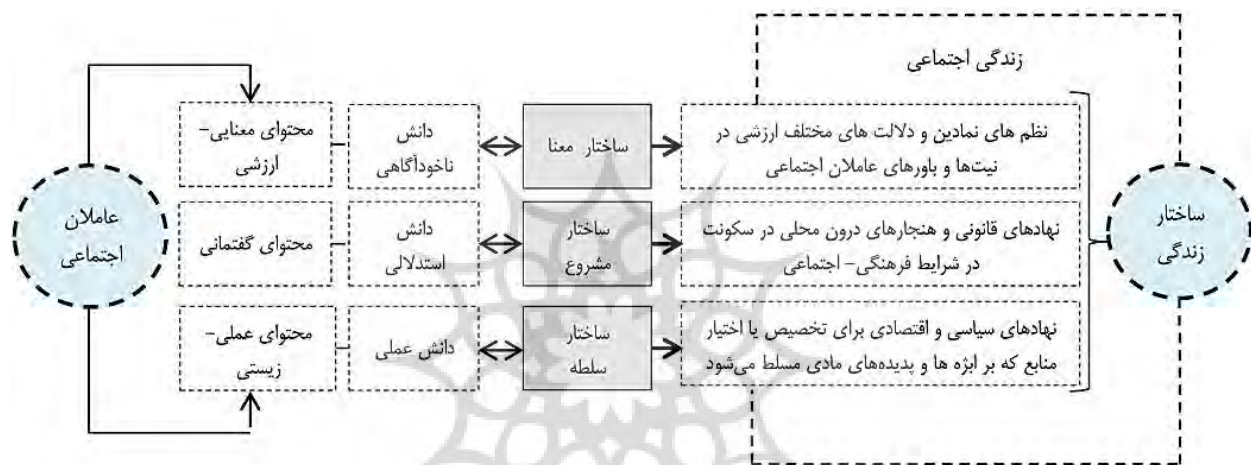 زندگی اجتماعی
ساختار
زندگی
نظم های نمادین و دلالت های مختلف ارزشی در
نیت‌ها و باورهای عاملان اجتماعی
ساختار معنا
دانش
ناخودآگاهی
محتوای معنایی-
ارزشی
نهادهای قانونی و هنجارهای درون محلی در سکونت
در شرایط فرهنگی- اجتماعی
ساختار
مشروع
دانش
استدلالی
محتوای گفتمانی
نهادهای سیاسی و اقتصادی برای تخصیص یا اختیار
منابع که بر ابژه ها و پدیده‌های مادی مسلط می‌شود
ساختار
سلطه
دانش عملی
محتوای عملی-
زیستی
عاملان
اجتماعی